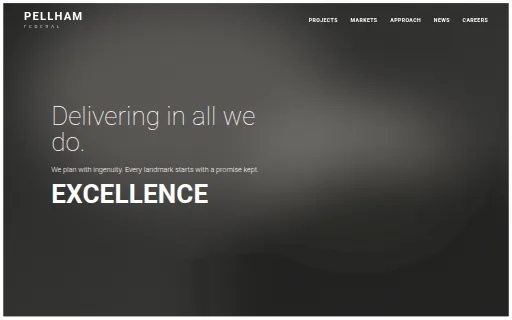 PELLHAM
FEDERAL
PROJECTS MARKETS APPROACH NEWS CAREERS
Delivering in all we
do.
We plan with ingenuity. Every landmark starts with a promise kept.
EXCELLENCE